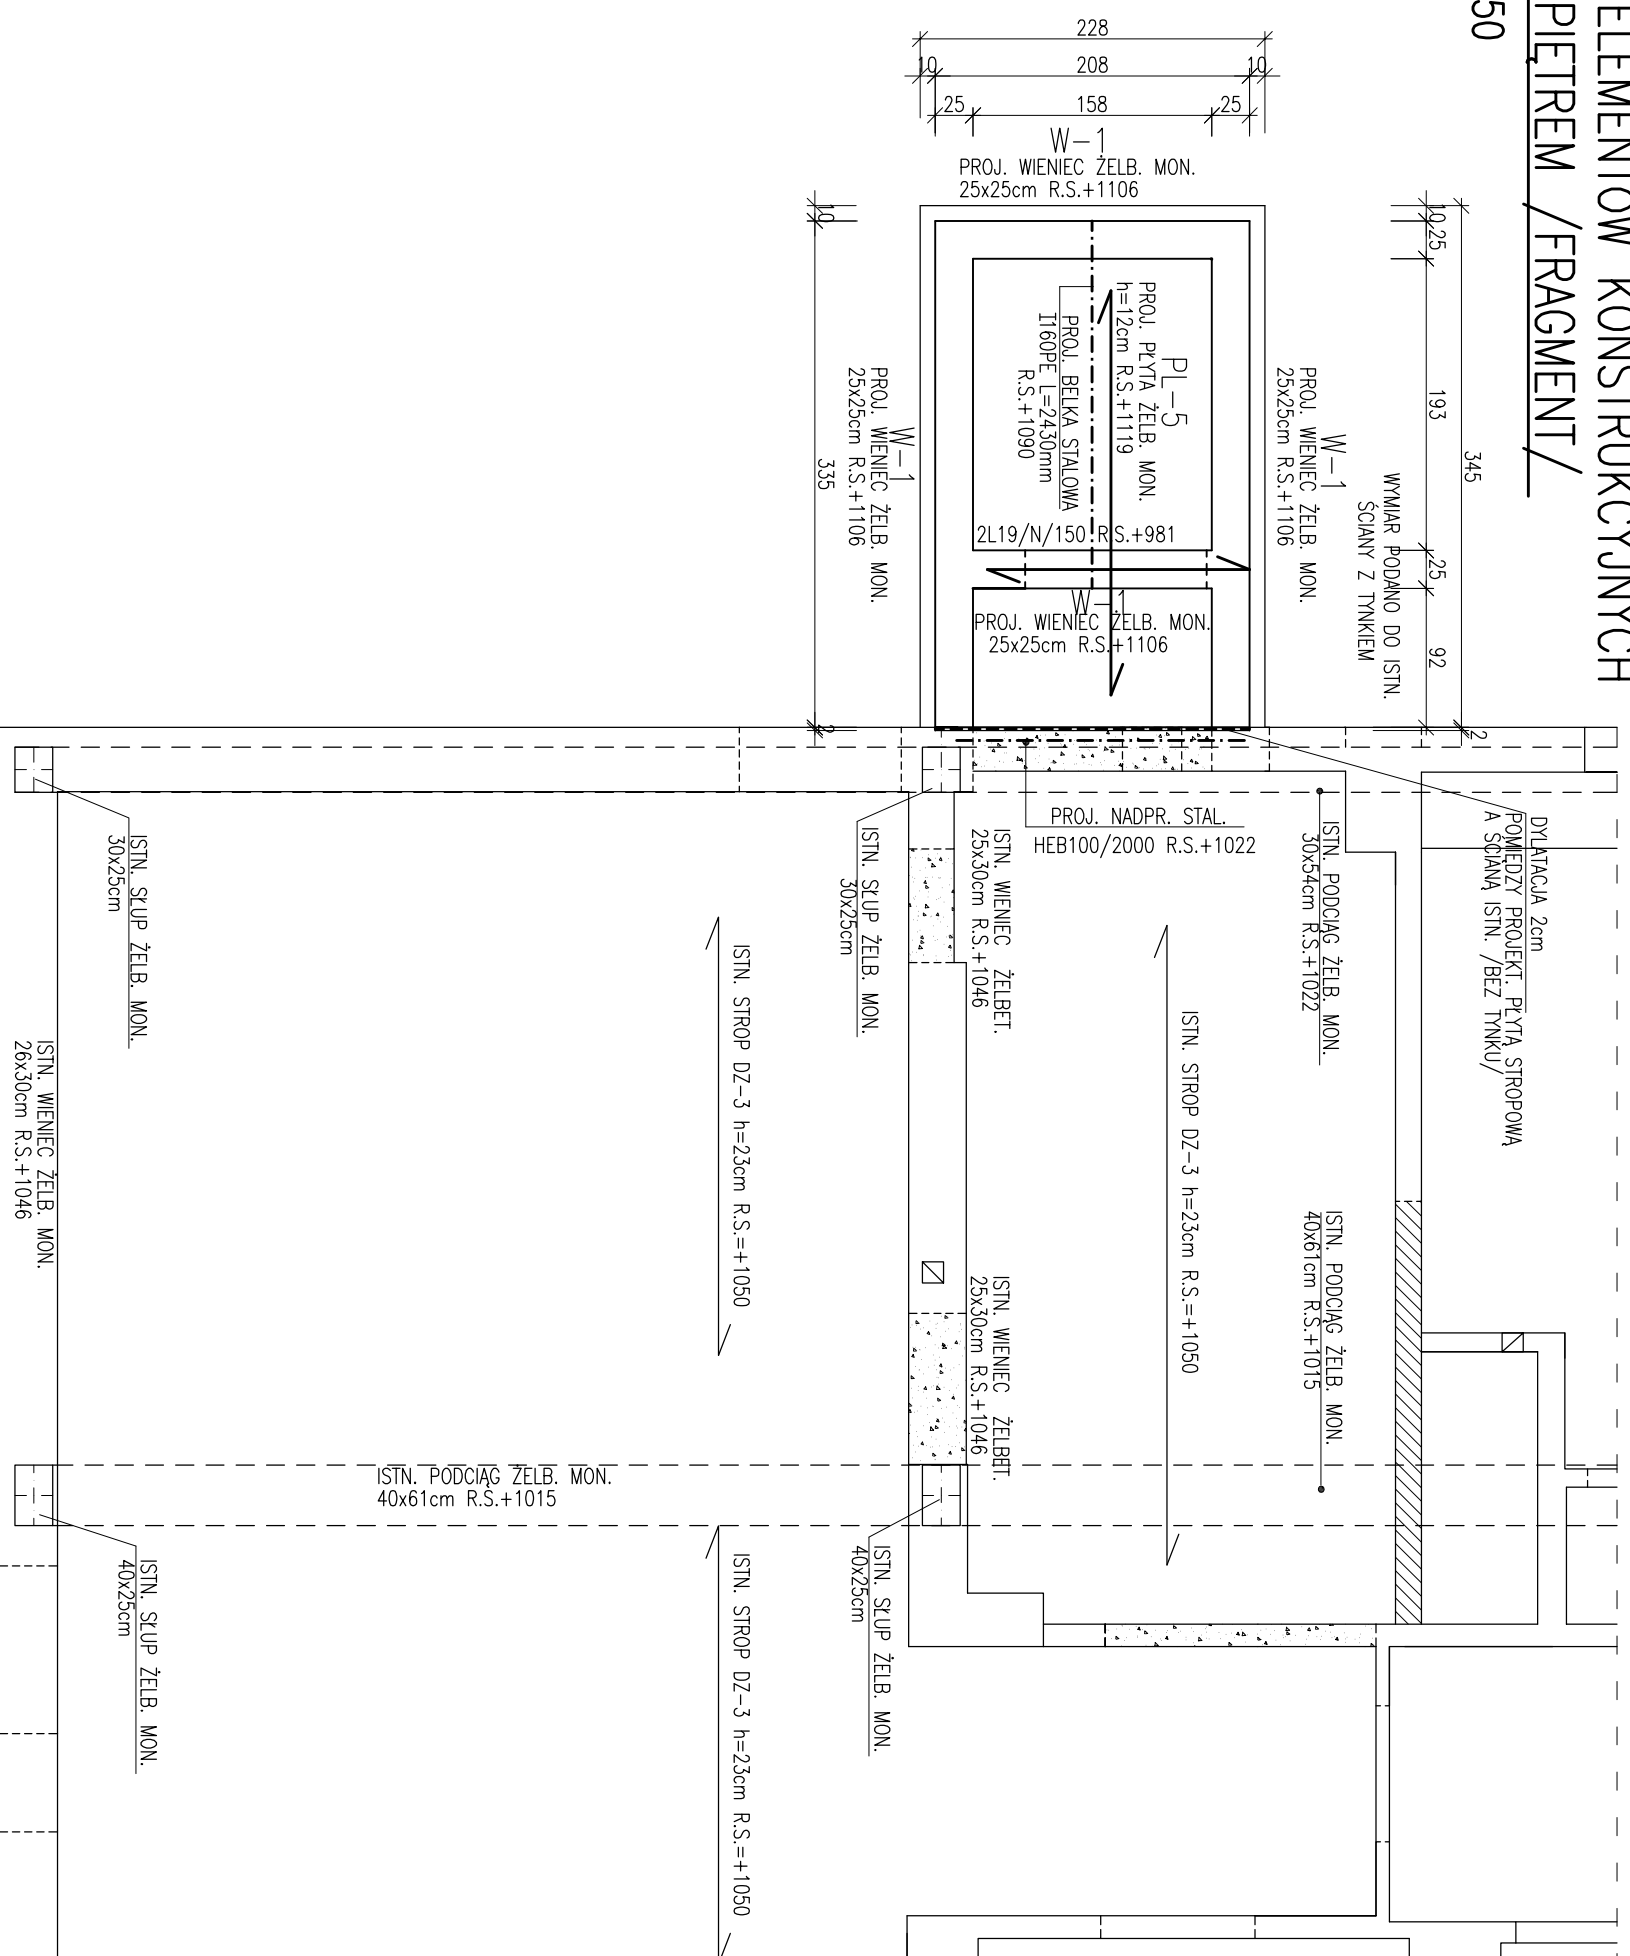 ELEMENTÓW KONSTRUKCYJNYCH
PIĘTREM /FRAGMENT/
50
228
10
208
10
25
158
25
W-1
PROJ. WIENIEC ŻELB. MON.
25x25cm R.S.+1106
10
335
2
345
2
10
25
193
25
92
WYMIAR PODANO DO ISTN.
ŚCIANY Z TYNKIEM
W-1
PROJ. WIENIEC ŻELB. MON.
25x25cm R.S.+1106
PL-5
PROJ. PŁYTA ŻELB. MON.
h=12cm R.S.+1119
PROJ. BELKA STALOWA
I160PE L=2430mm
R.S.+1090
W-1
PROJ. WIENIEC ŻELB. MON.
25x25cm R.S.+1106
2L19/N/150 R.S.+981
W-1
PROJ. WIENIEC ŻELB. MON.
25x25cm R.S.+1106
PROJ. NADPR. STAL.
HEB100/2000 R.S.+1022
DYLATACJA 2cm
POMIĘDZY PROJEKT. PŁYTĄ STROPOWĄ
A ŚCIANĄ ISTN. /BEZ TYNKU/
ISTN. PODCIĄG ŻELB. MON.
30x54cm R.S.+1022
ISTN. WIENIEC ŻELBET.
25x30cm R.S.+1046
ISTN. SŁUP ŻELB. MON.
30x25cm
ISTN. SŁUP ŻELB. MON.
30x25cm
ISTN. STROP DZ-3 h=23cm R.S.=+1050
ISTN. STROP DZ-3 h=23cm R.S.=+1050
ISTN. WIENIEC ŻELB. MON.
26x30cm R.S.+1046
ISTN. PODCIĄG ŻELB. MON.
40x61cm R.S.+1015
ISTN. WIENIEC ŻELBET.
25x30cm R.S.+1046
ISTN. PODCIĄG ŻELB. MON.
40x61cm R.S.+1015
ISTN. SŁUP ŻELB. MON.
40x25cm
ISTN. SŁUP ŻELB. MON.
40x25cm
ISTN. STROP DZ-3 h=23cm R.S.=+1050